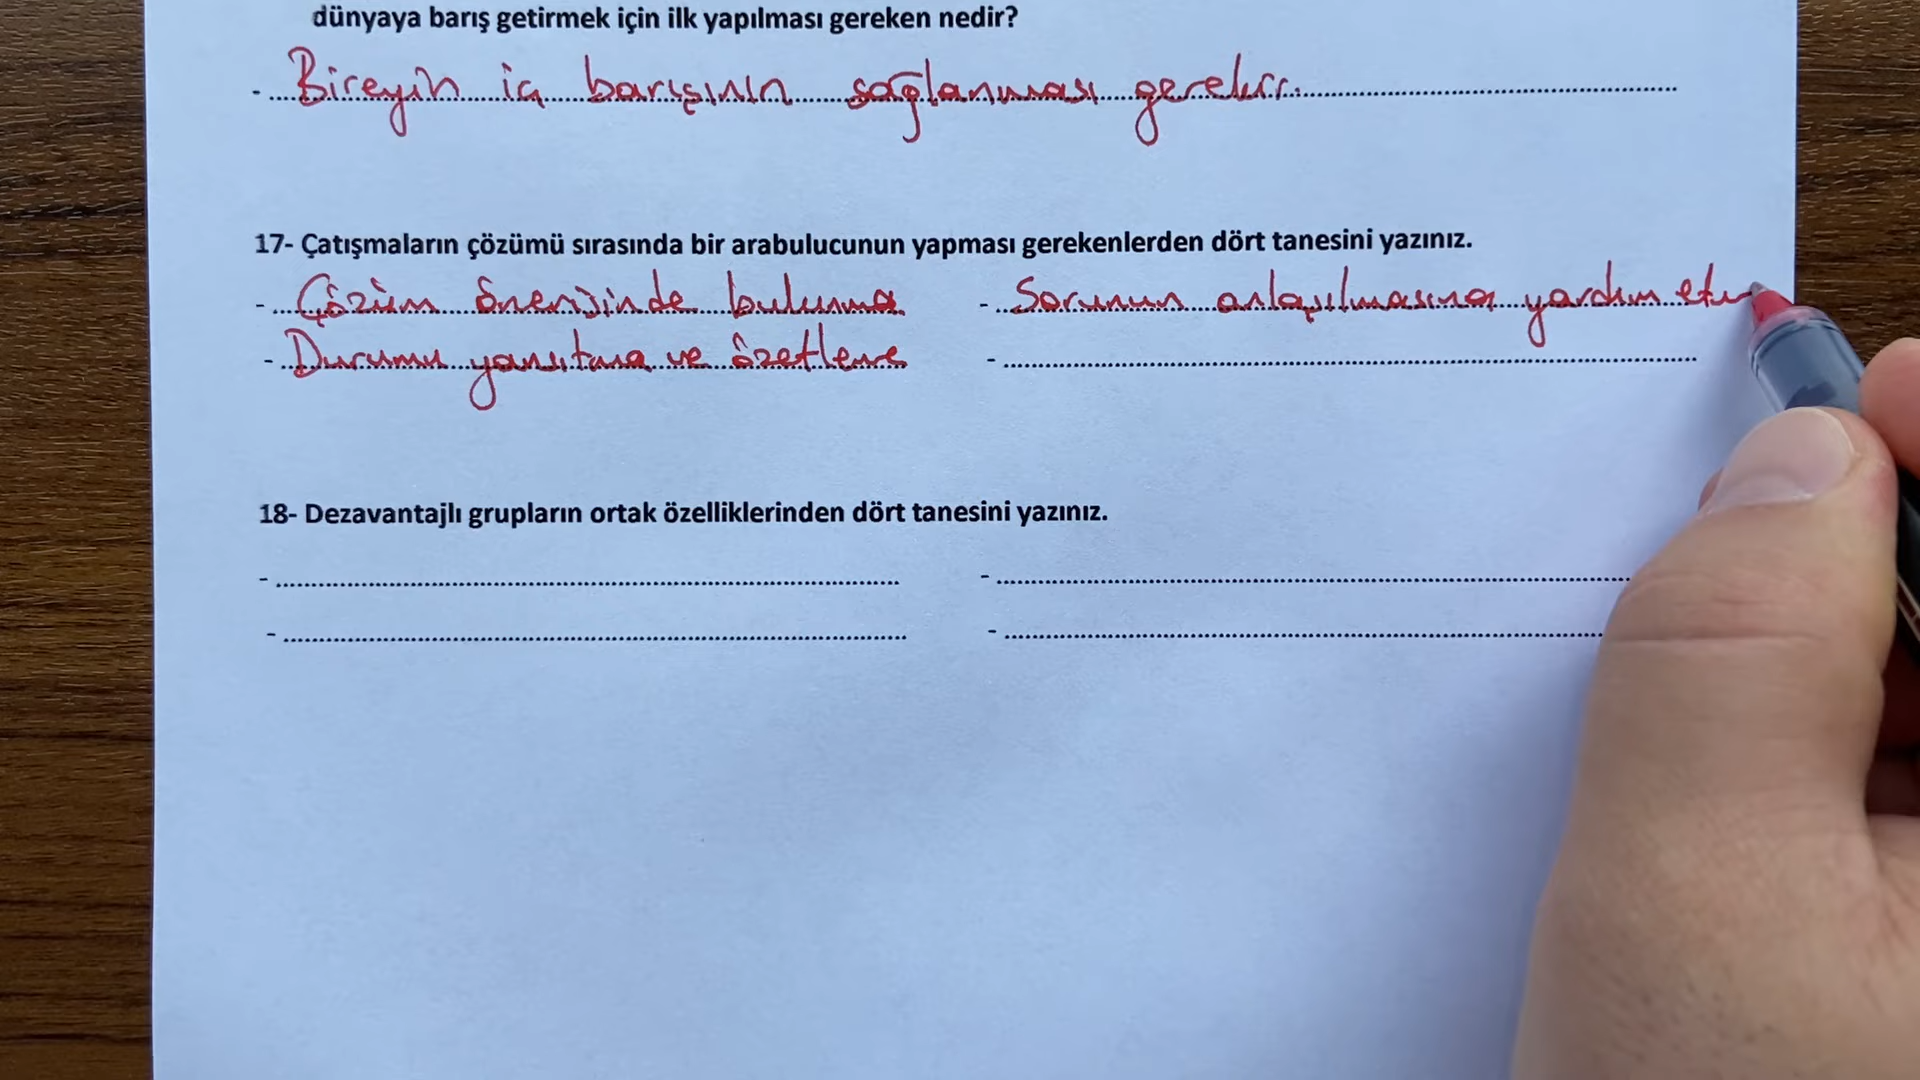 dünyaya barış getirmek için ilk yapılması gereken nedir?
- Bireyin iç barışının sağlanması gerekir.
17- Çatışmaların çözümü sırasında bir arabulucunun yapması gerekenlerden dört tanesini yazınız.
- Çözüm önerisinde bulunma - Sorunun anlaşılmasına yardım etm
- Durumu yansıtma ve özetleme -
18- Dezavantajlı grupların ortak özelliklerinden dört tanesini yazınız.
- -
- -